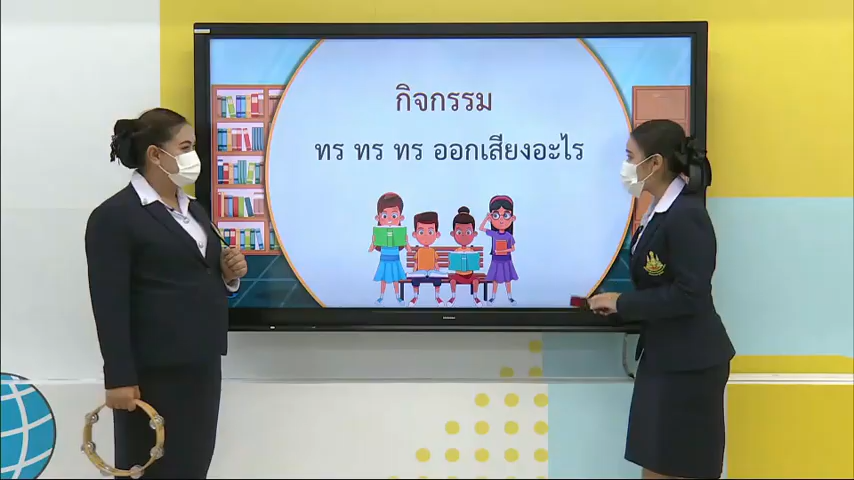 กิจกรรม
ทร ทร ทร ออกเสียงอะไร